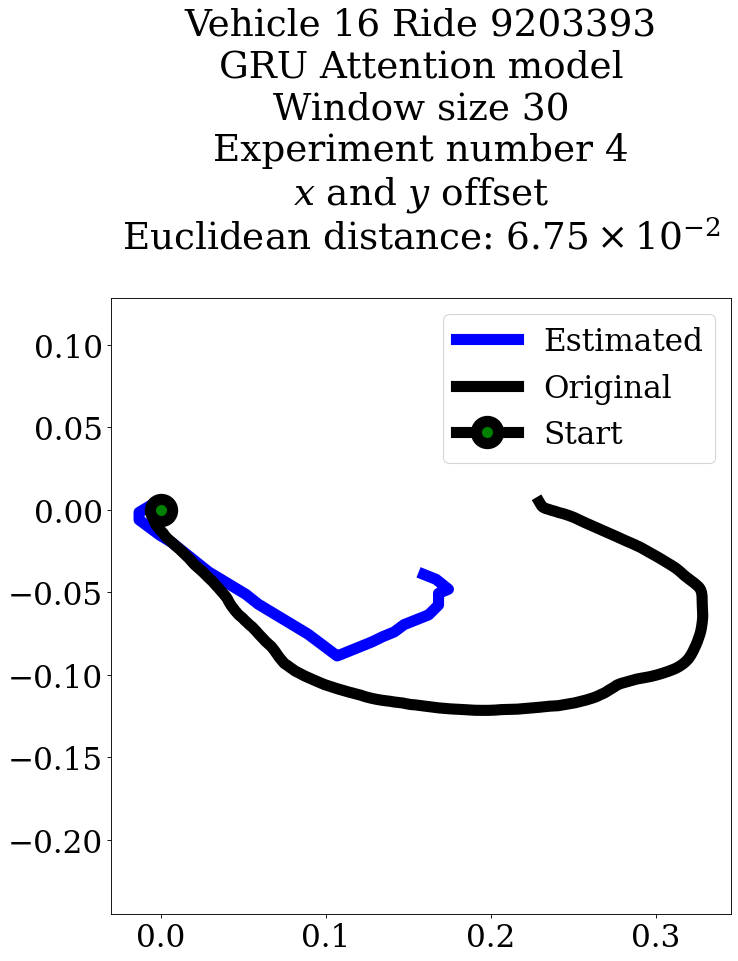 Vehicle 16 Ride 9203393
GRU Attention model
Window size 30
Experiment number 4
x and y offset
Euclidean distance: 6.75 × 10⁻²
Estimated
Original
Start
0.10
0.05
0.00
−0.05
−0.10
−0.15
−0.20
0.0 0.1 0.2 0.3